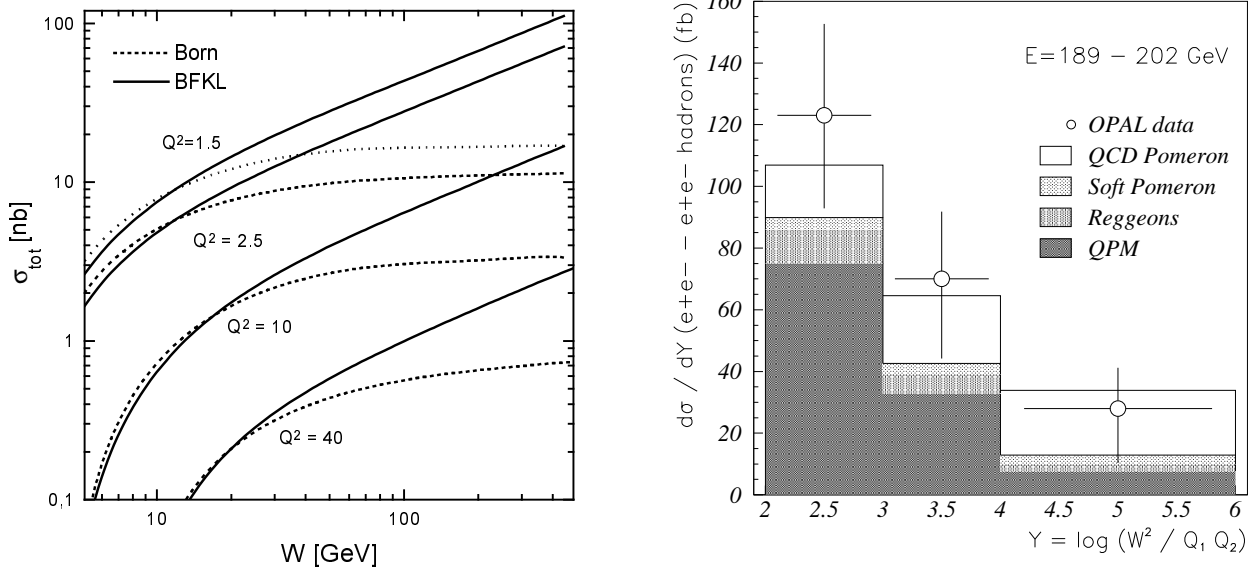 100
10
1
0,1
σtot [nb]
Born
BFKL
Q²=1.5
Q² = 2.5
Q² = 10
Q² = 40
10
100
W [GeV]
160
140
120
100
80
60
40
20
0
dσ / dY (e+e− − e+e− hadrons) (fb)
E=189 − 202 GeV
OPAL data
QCD Pomeron
Soft Pomeron
Reggeons
QPM
2 2.5 3 3.5 4 4.5 5 5.5 6
Y = log (W² / Q₁ Q₂)